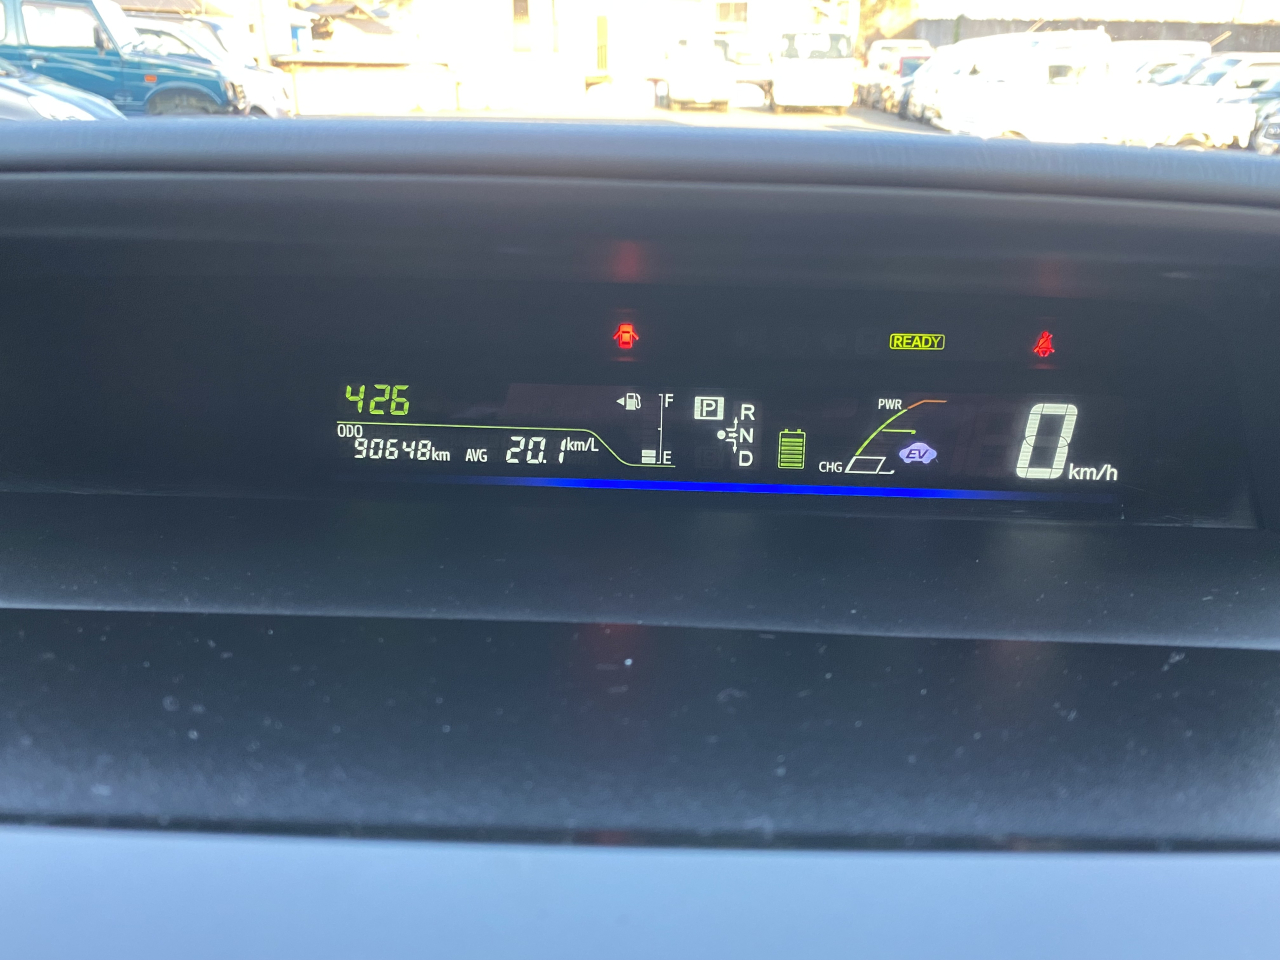 READY
426
ODO
90648km AVG 20.1km/L
F
E
P
R
N
D
PWR
CHG
EV
0km/h